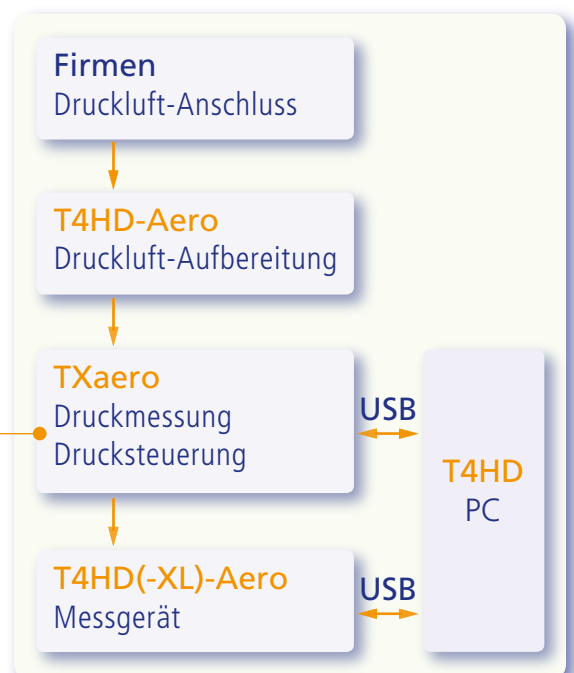 Firmen
Druckluft-Anschluss
T4HD-Aero
Druckluft-Aufbereitung
TXaero
Druckmessung
Drucksteuerung
USB
T4HD
PC
T4HD(-XL)-Aero
Messgerät
USB